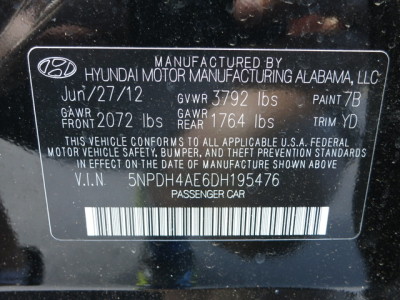 MFD. BY
HYUNDAI MOTOR MANUFACTURING ALABAMA, LLC
Jun/27/12 GVWR 3792 lbs PAINT 7B
GAWR FRONT 2072 lbs GAWR REAR 1764 lbs TRIM YD
THIS VEHICLE CONFORMS TO ALL APPLICABLE U.S.A. FEDERAL
MOTOR VEHICLE SAFETY, BUMPER, AND THEFT PREVENTION
STANDARDS IN EFFECT ON THE DATE OF MANUFACTURE SHOWN ABOVE.
V.I.N. 5NPDH4AE6DH195476
PASSENGER CAR